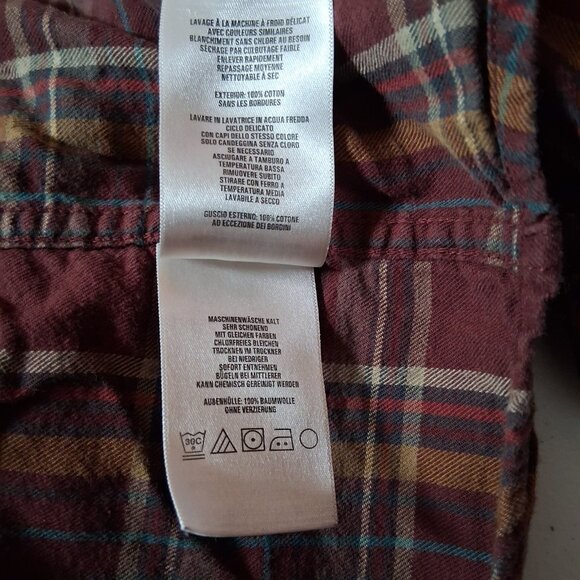 LAVAGE À LA MACHINE À FROID DÉLICAT
AVEC COULEURS SIMILAIRES
BLANCHIMENT SANS CHLORE AU BESOIN
SÉCHAGE PAR CULBUTAGE FAIBLE
ENLEVER RAPIDEMENT
REPASSAGE MOYENNE
NETTOYABLE À SEC
EXTERIOR: 100% COTON
SANS LES BORDURES
LAVARE IN LAVATRICE IN ACQUA FREDDA
CICLO DELICATO
CON CAPI DELLO STESSO COLORE
SOLO CANDEGGINA SENZA CLORO
SE NECESSARIO
ASCIUGARE A TAMBURO A
TEMPERATURA BASSA
RIMUOVERE SUBITO
STIRARE CON FERRO A
TEMPERATURA MEDIA
LAVABILE A SECCO
GUSCIO ESTERNO: 100% COTONE
AD ECCEZIONE DEI BORDINI
MASCHINENWÄSCHE KALT
SEHR SCHONEND
MIT GLEICHEN FARBEN
CHLORFREIES BLEICHEN
TROCKNEN IM TROCKNER
BEI NIEDRIGER
SOFORT ENTNEHMEN
BÜGELN BEI MITTLERER
KANN CHEMISCH GEREINIGT WERDEN
AUßENHÜLLE: 100% BAUMWOLLE
OHNE VERZIERUNG
30C